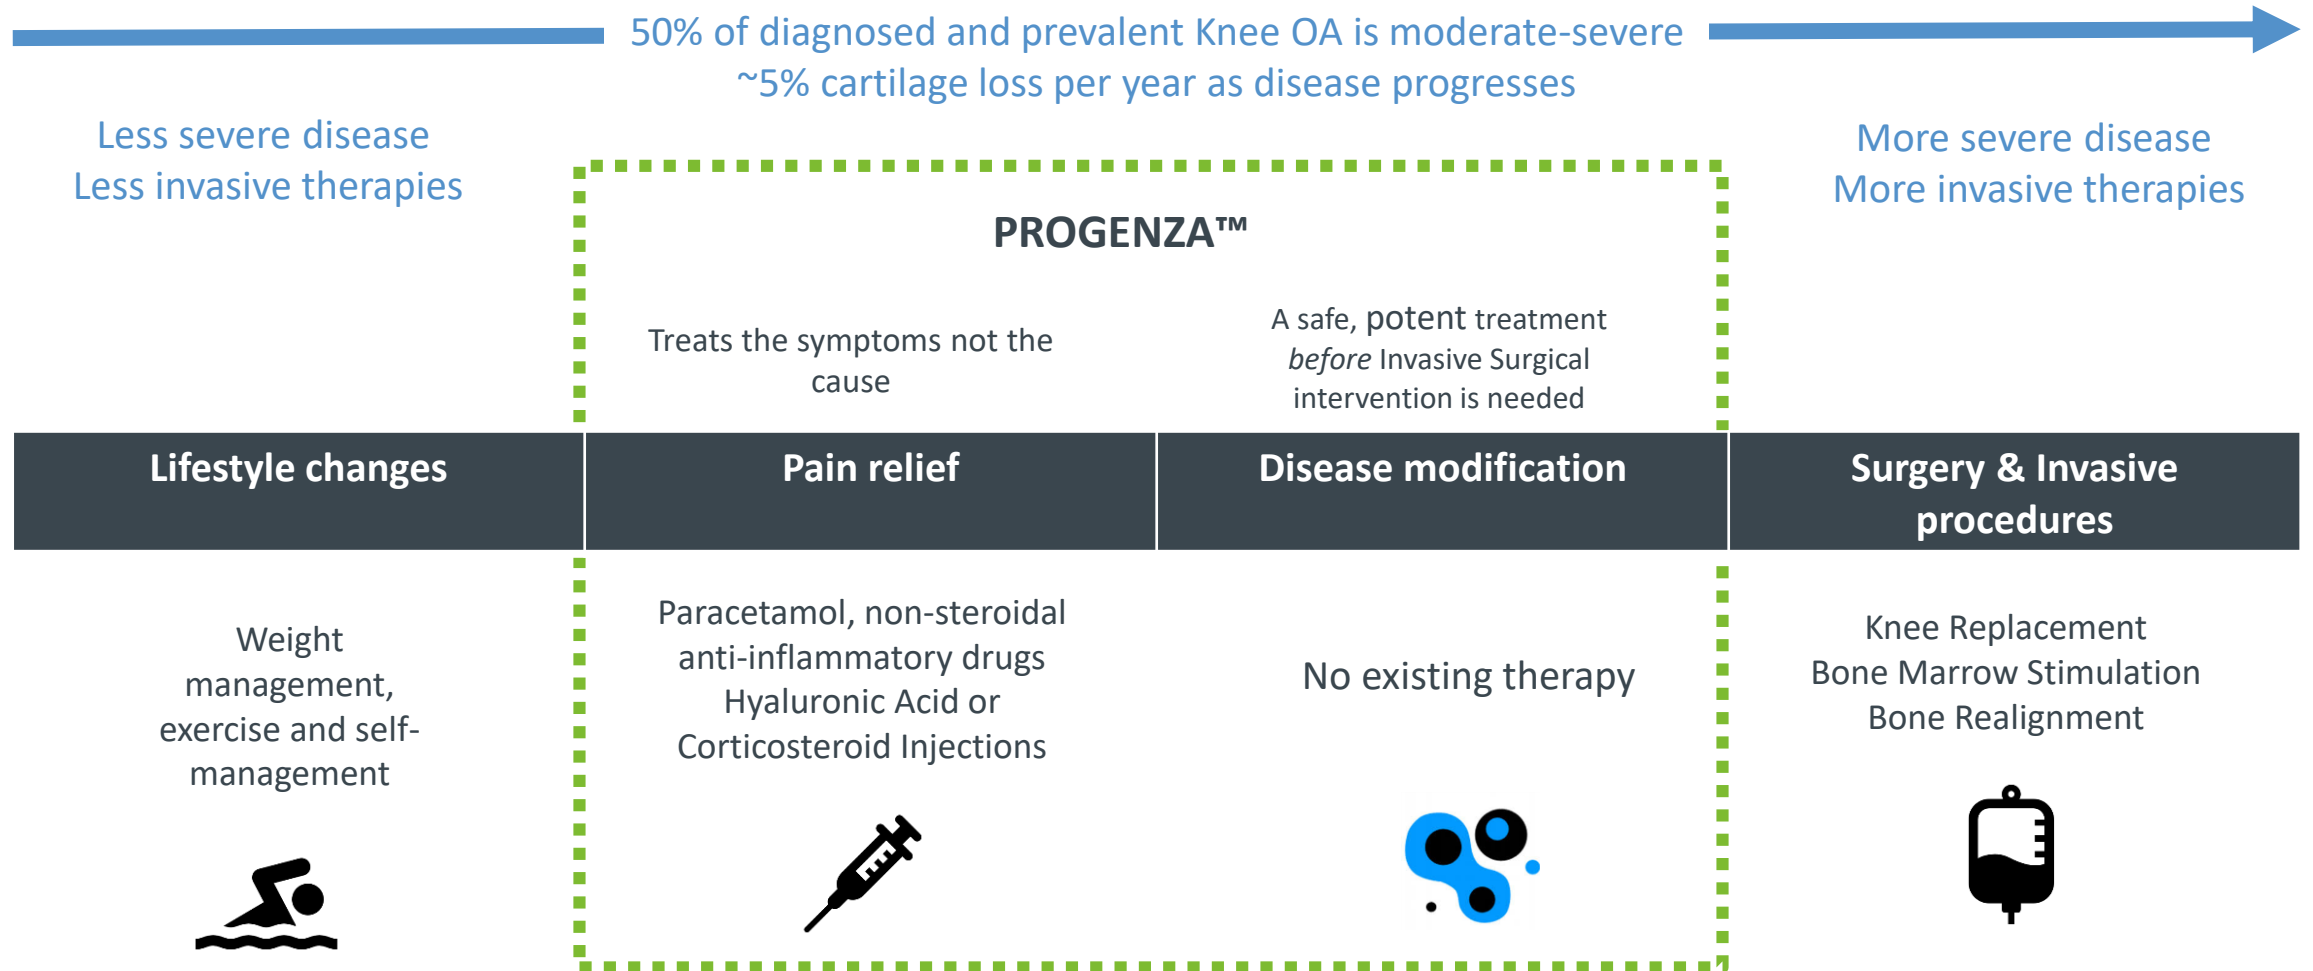 50% of diagnosed and prevalent Knee OA is moderate-severe
~5% cartilage loss per year as disease progresses
Less severe disease
Less invasive therapies
More severe disease
More invasive therapies
PROGENZA™
Treats the symptoms not the
cause
A safe, potent treatment
before Invasive Surgical
intervention is needed
Lifestyle changes
Pain relief
Disease modification
Surgery & Invasive
procedures
Weight
management,
exercise and self-
management
Paracetamol, non-steroidal
anti-inflammatory drugs
Hyaluronic Acid or
Corticosteroid Injections
No existing therapy
Knee Replacement
Bone Marrow Stimulation
Bone Realignment